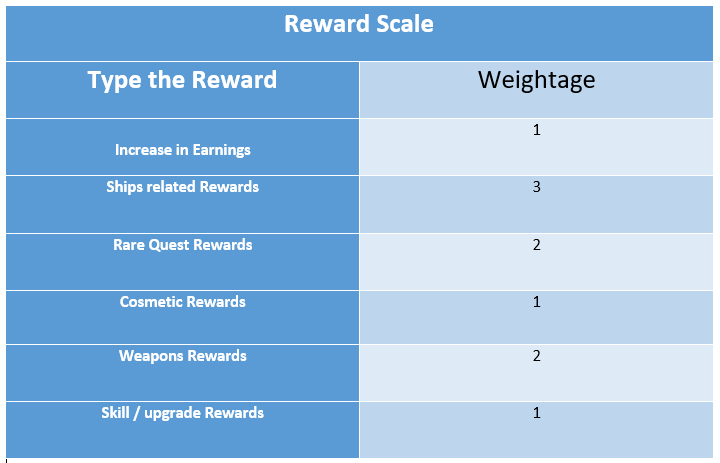 Reward Scale
Type the Reward Weightage
Increase in Earnings 1
Ships related Rewards 3
Rare Quest Rewards 2
Cosmetic Rewards 1
Weapons Rewards 2
Skill / upgrade Rewards 1